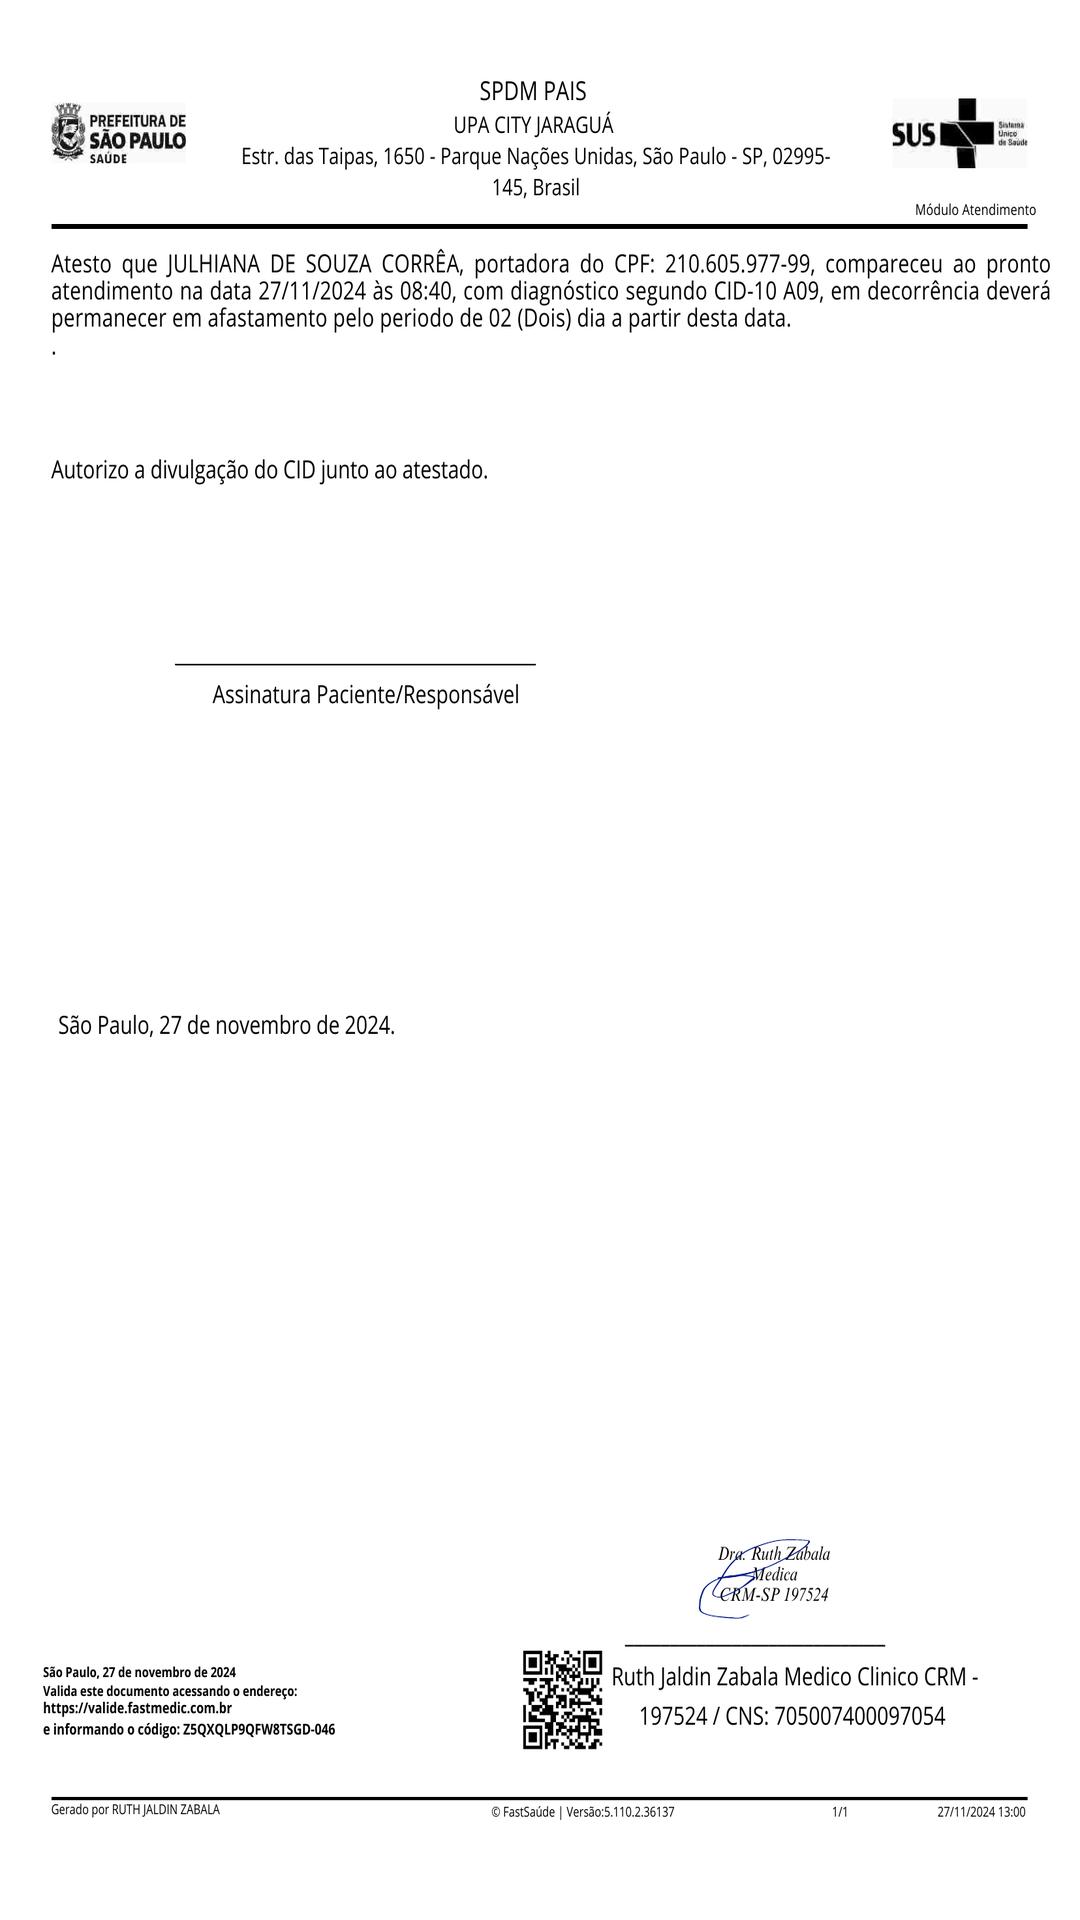 SPDM PAIS
UPA CITY JARAGUÁ
Estr. das Taipas, 1650 - Parque Nações Unidas, São Paulo - SP, 02995-
145, Brasil
PREFEITURA DE
SÃO PAULO
SAÚDE
SUS
Sistema
Único
de Saúde
Módulo Atendimento
Atesto que JULHIANA DE SOUZA CORRÊA, portadora do CPF: 210.605.977-99, compareceu ao pronto
atendimento na data 27/11/2024 às 08:40, com diagnóstico segundo CID-10 A09, em decorrência deverá
permanecer em afastamento pelo periodo de 02 (Dois) dia a partir desta data.
.
Autorizo a divulgação do CID junto ao atestado.
Assinatura Paciente/Responsável
São Paulo, 27 de novembro de 2024.
Dra. Ruth Zabala
Medica
CRM-SP 197524
Ruth Jaldin Zabala Medico Clinico CRM -
197524 / CNS: 705007400097054
São Paulo, 27 de novembro de 2024
Valida este documento acessando o endereço:
https://valide.fastmedic.com.br
e informando o código: Z5QXQLP9QFW8TSGD-046
Gerado por RUTH JALDIN ZABALA
© FastSaúde | Versão:5.110.2.36137
1/1
27/11/2024 13:00